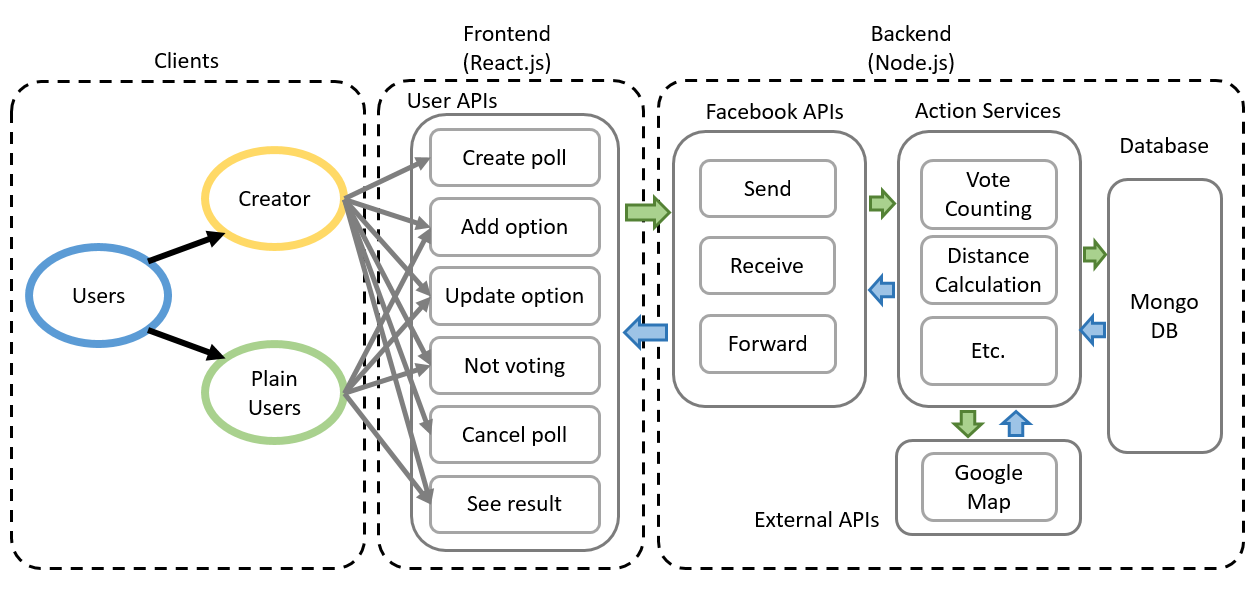 Clients
Users
Creator
Plain
Users
Frontend
(React.js)
User APIs
Create poll
Add option
Update option
Not voting
Cancel poll
See result
Backend
(Node.js)
Facebook APIs
Send
Receive
Forward
Action Services
Vote
Counting
Distance
Calculation
Etc.
External APIs
Google
Map
Database
Mongo
DB